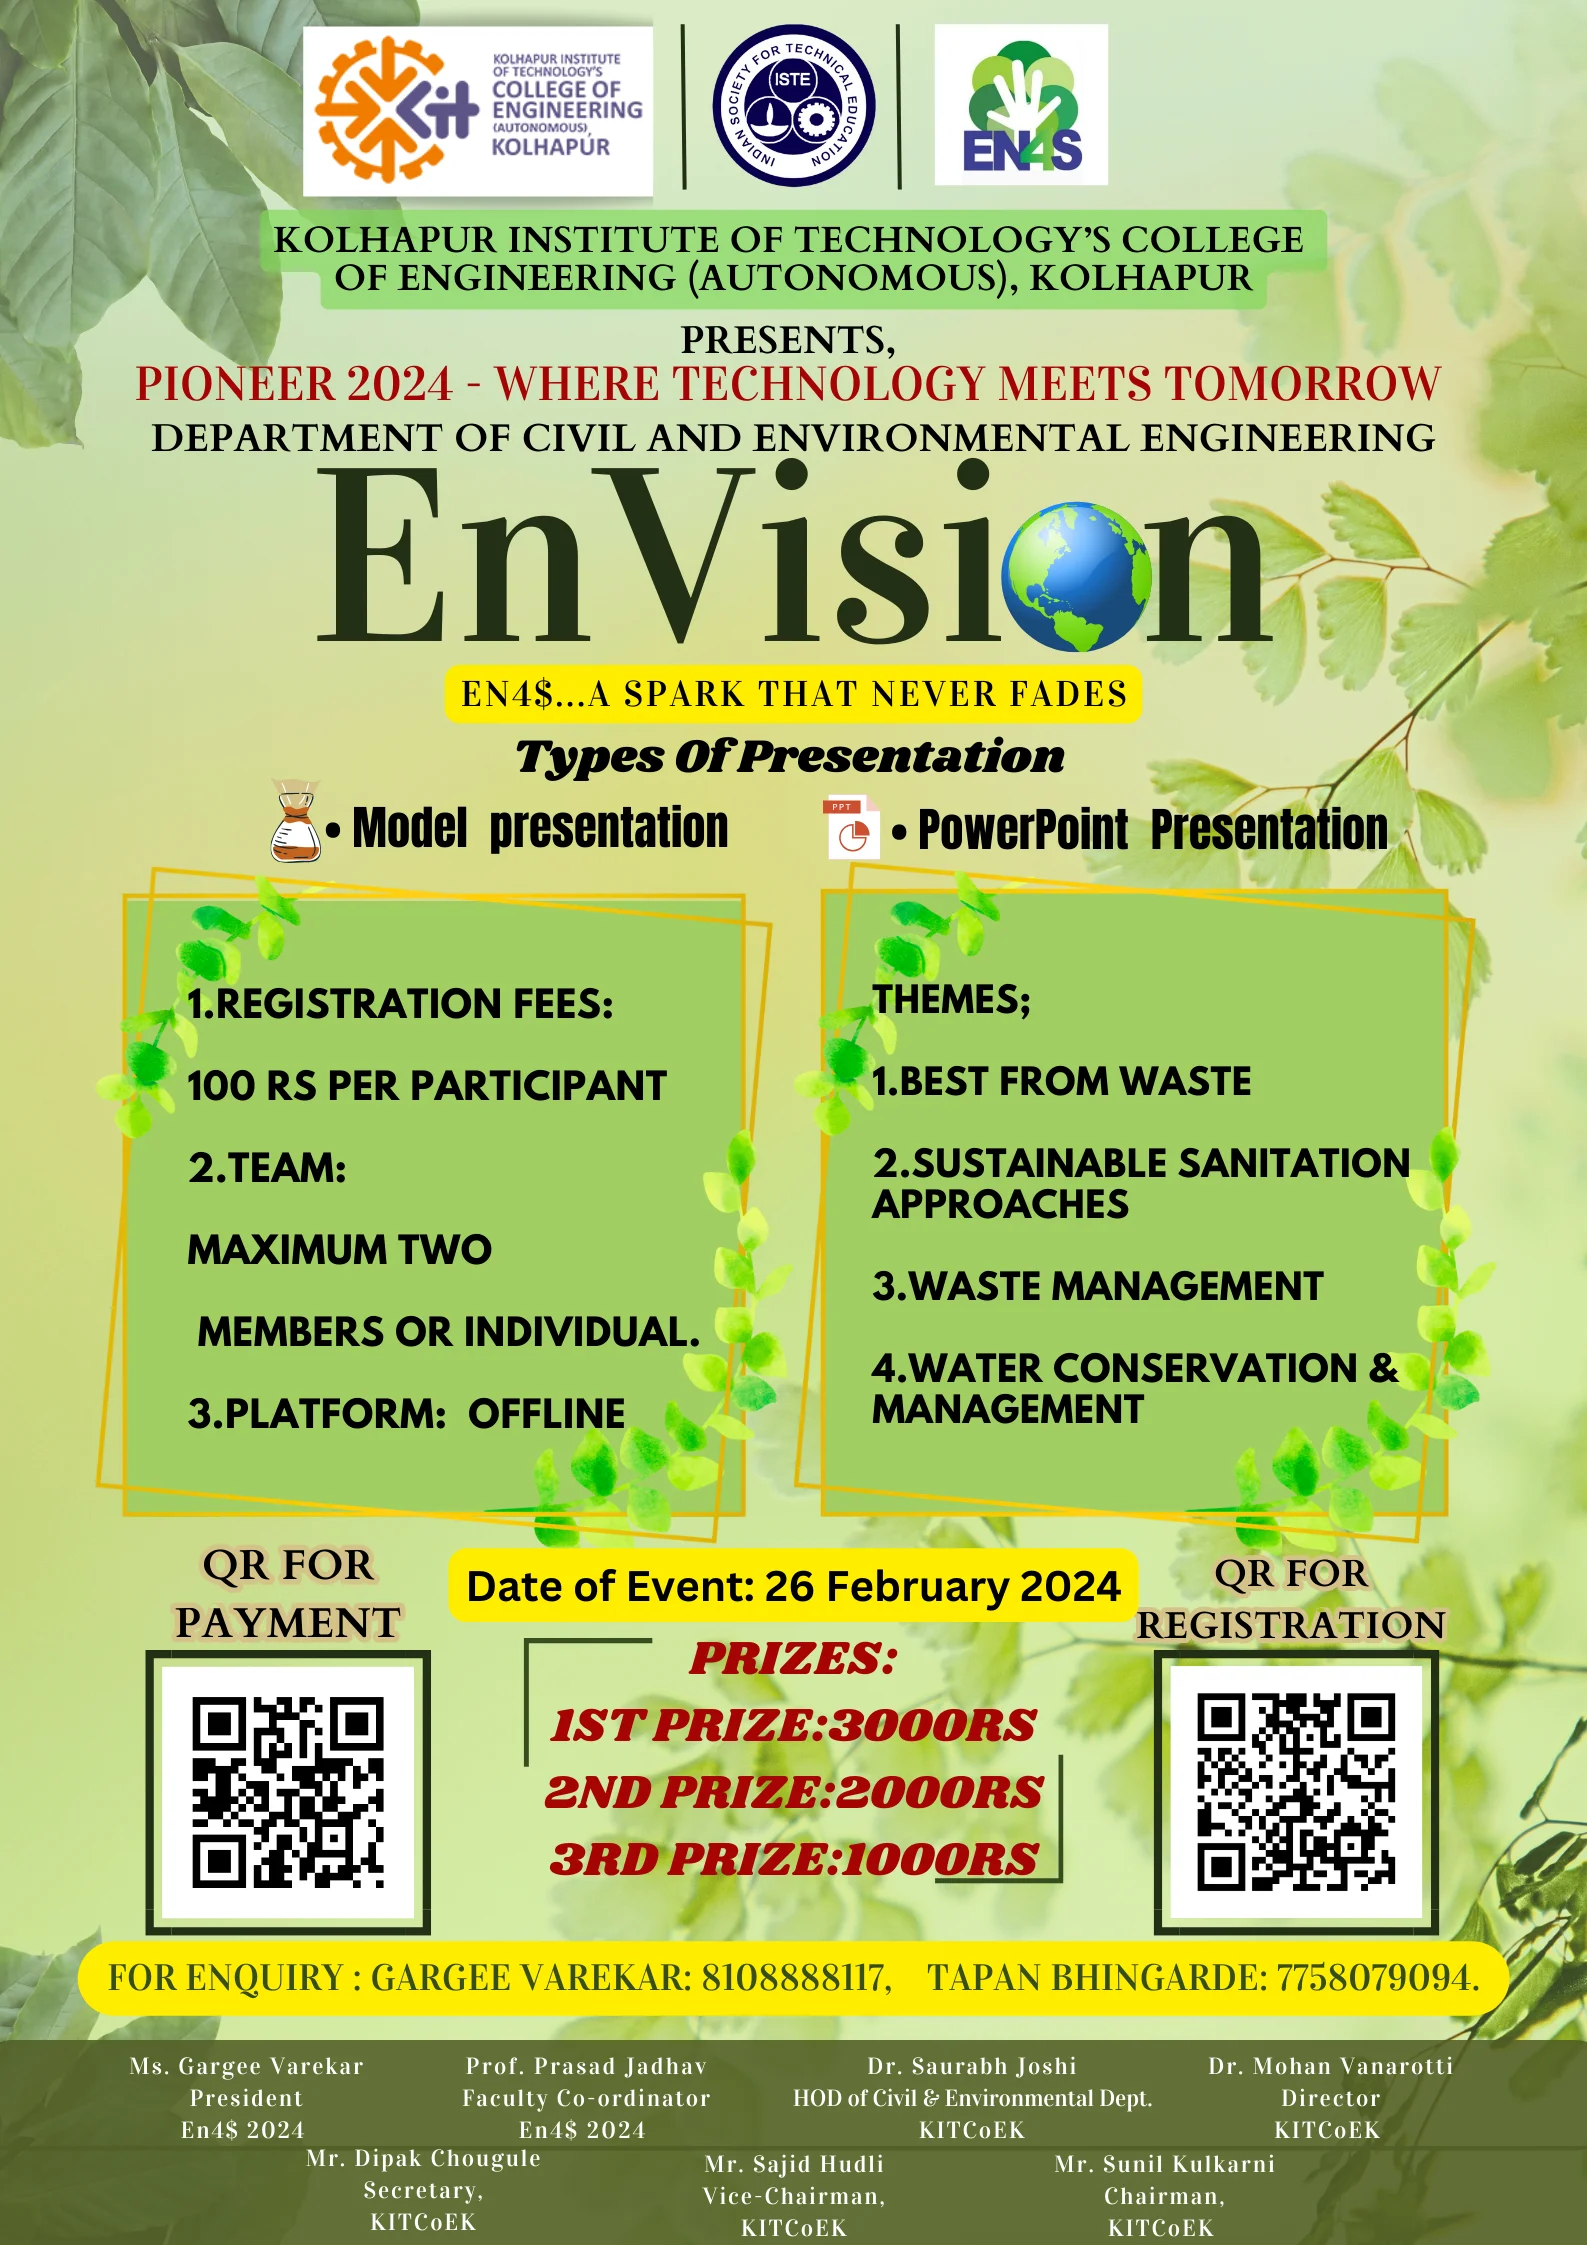 KOLHAPUR INSTITUTE
OF TECHNOLOGY'S
COLLEGE OF
ENGINEERING
(AUTONOMOUS),
KOLHAPUR
kit
INDIAN SOCIETY FOR TECHNICAL EDUCATION
ISTE
EN4S
KOLHAPUR INSTITUTE OF TECHNOLOGY'S COLLEGE
OF ENGINEERING (AUTONOMOUS), KOLHAPUR
PRESENTS,
PIONEER 2024 - WHERE TECHNOLOGY MEETS TOMORROW
DEPARTMENT OF CIVIL AND ENVIRONMENTAL ENGINEERING
EnVision
EN4$...A SPARK THAT NEVER FADES
Types Of Presentation
• Model presentation
PPT
• PowerPoint Presentation
1.REGISTRATION FEES:
100 RS PER PARTICIPANT
2.TEAM:
MAXIMUM TWO
MEMBERS OR INDIVIDUAL.
3.PLATFORM: OFFLINE
THEMES;
1.BEST FROM WASTE
2.SUSTAINABLE SANITATION
APPROACHES
3.WASTE MANAGEMENT
4.WATER CONSERVATION &
MANAGEMENT
QR FOR
PAYMENT
Date of Event: 26 February 2024
PRIZES:
1ST PRIZE:3000RS
2ND PRIZE:2000RS
3RD PRIZE:1000RS
QR FOR
REGISTRATION
FOR ENQUIRY : GARGEE VAREKAR: 8108888117, TAPAN BHINGARDE: 7758079094.
Ms. Gargee Varekar
President
En4$ 2024
Prof. Prasad Jadhav
Faculty Co-ordinator
En4$ 2024
Dr. Saurabh Joshi
HOD of Civil & Environmental Dept.
KITCoEK
Dr. Mohan Vanarotti
Director
KITCoEK
Mr. Dipak Chougule
Secretary,
KITCoEK
Mr. Sajid Hudli
Vice-Chairman,
KITCoEK
Mr. Sunil Kulkarni
Chairman,
KITCoEK